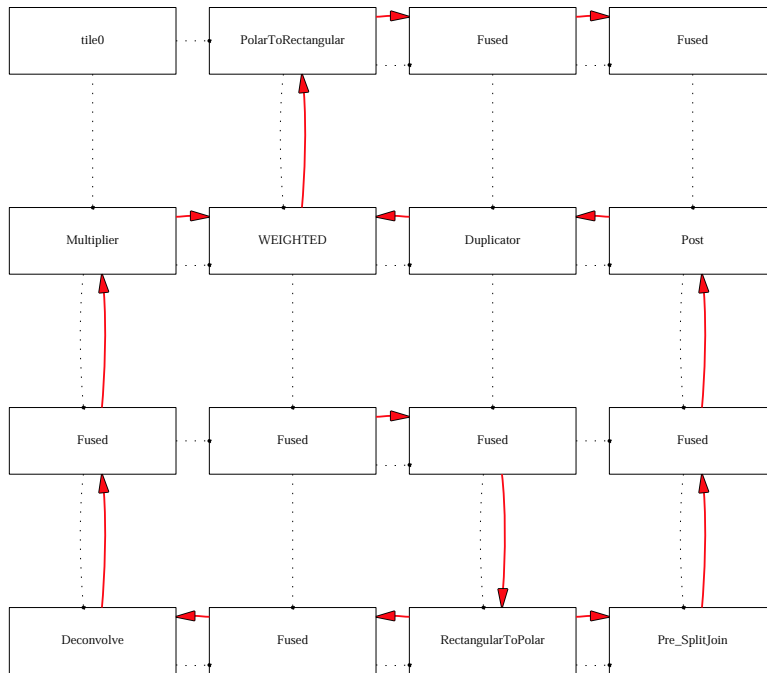 tile0
PolarToRectangular
Fused
Fused
Multiplier
WEIGHTED
Duplicator
Post
Fused
Fused
Fused
Fused
Deconvolve
Fused
RectangularToPolar
Pre_SplitJoin